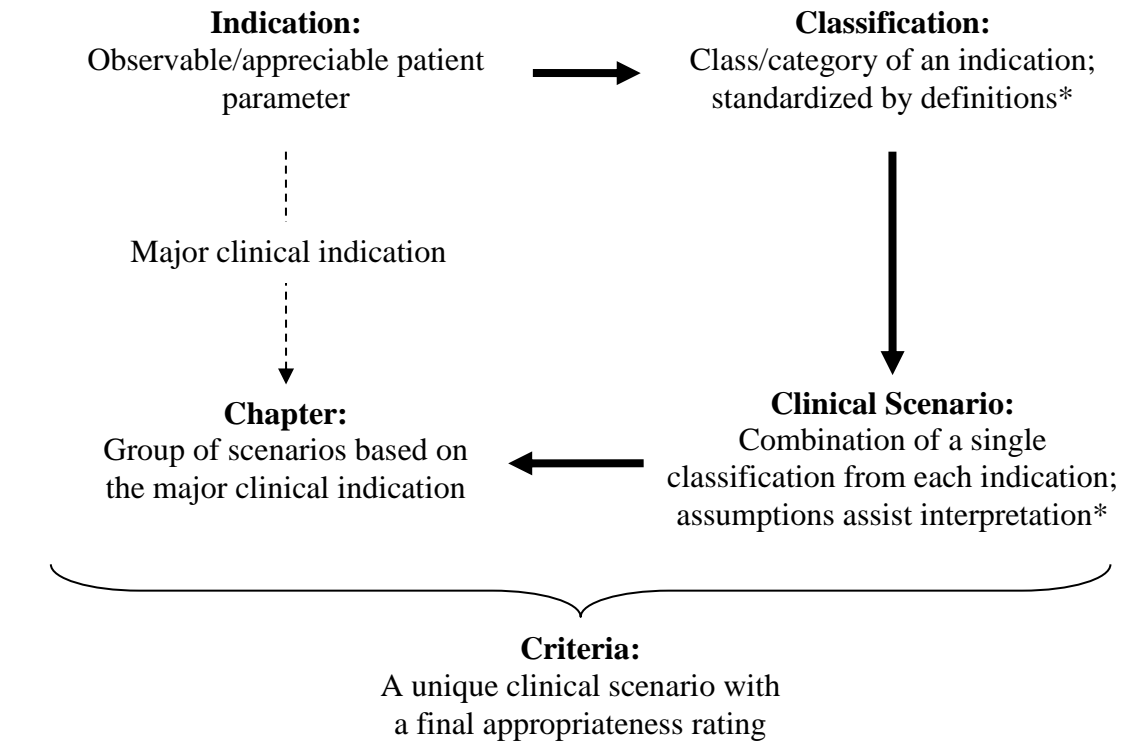 Indication:
Observable/appreciable patient
parameter
Classification:
Class/category of an indication;
standardized by definitions*
Major clinical indication
Chapter:
Group of scenarios based on
the major clinical indication
Clinical Scenario:
Combination of a single
classification from each indication;
assumptions assist interpretation*
Criteria:
A unique clinical scenario with
a final appropriateness rating